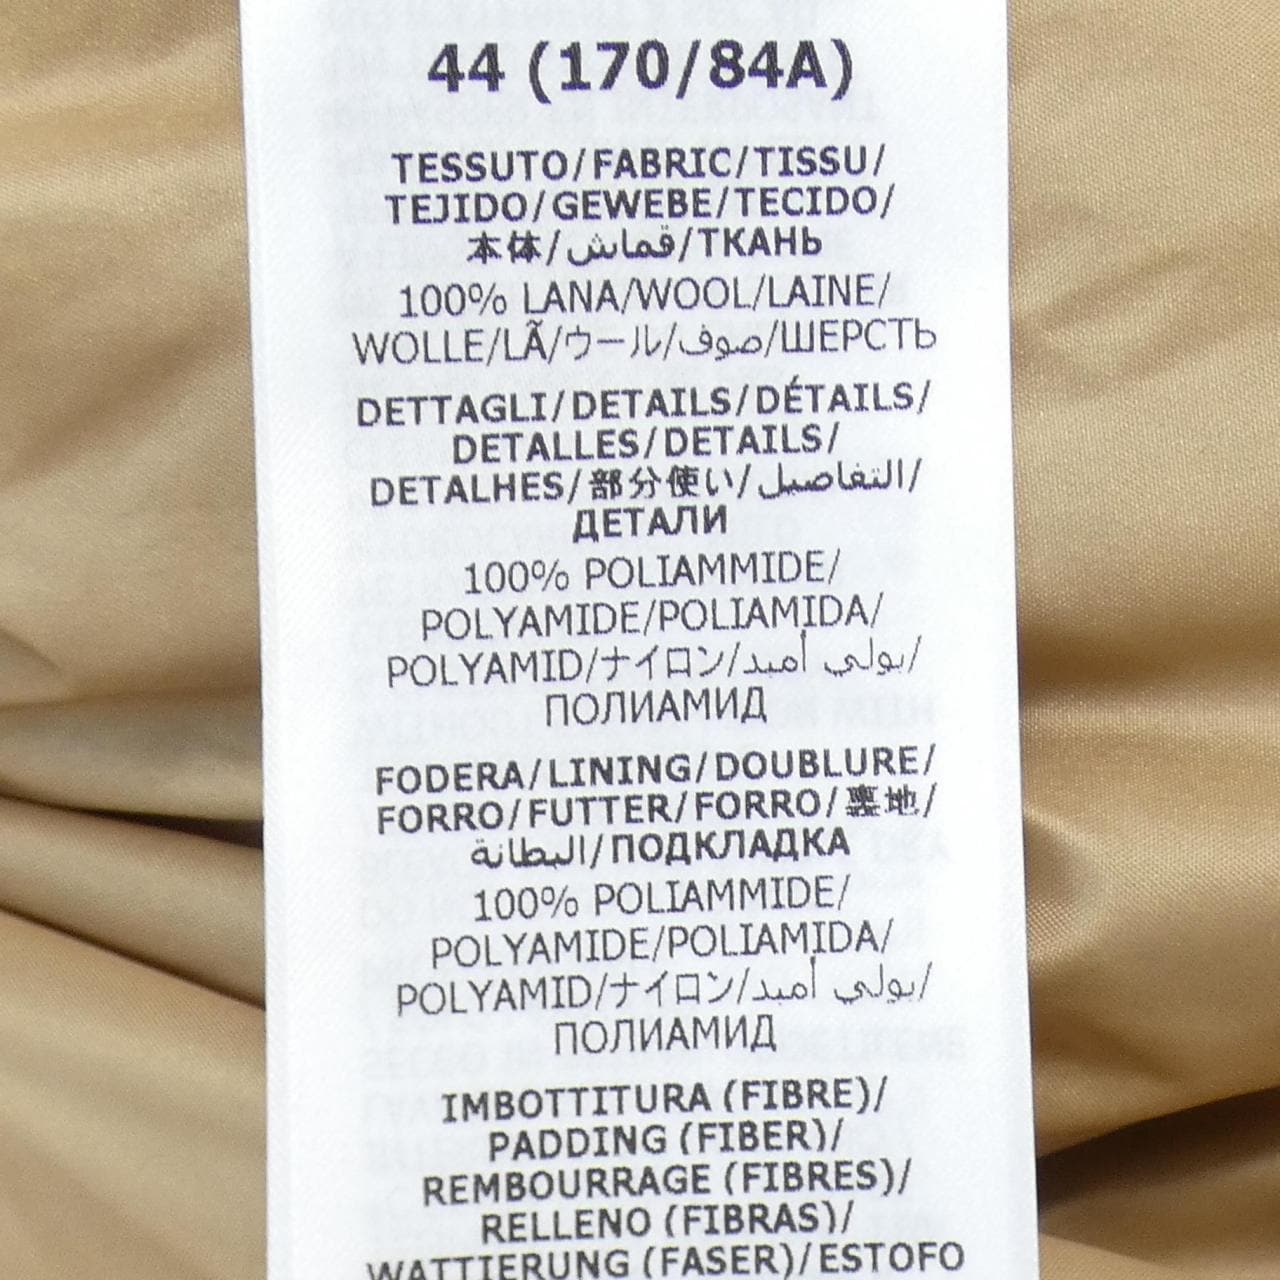 44 (170/84A)
TESSUTO/FABRIC/TISSU/
TEJIDO/GEWEBE/TECIDO/
本体/قماش/ТКАНЬ
100% LANA/WOOL/LAINE/
WOLLE/LÃ/ウール/صوف/ШЕРСТЬ
DETTAGLI/DETAILS/DÉTAILS/
DETALLES/DETAILS/
DETALHES/部分使い/التفاصيل/
ДЕТАЛИ
100% POLIAMMIDE/
POLYAMIDE/POLIAMIDA/
POLYAMID/ナイロン/بولي أميد/
ПОЛИАМИД
FODERA/LINING/DOUBLURE/
FORRO/FUTTER/FORRO/裏地/
البطانة/ПОДКЛАДКА
100% POLIAMMIDE/
POLYAMIDE/POLIAMIDA/
POLYAMID/ナイロン/بولي أميد/
ПОЛИАМИД
IMBOTTITURA (FIBRE)/
PADDING (FIBER)/
REMBOURRAGE (FIBRES)/
RELLENO (FIBRAS)/
WATTIERUNG (FASER)/ESTOFO